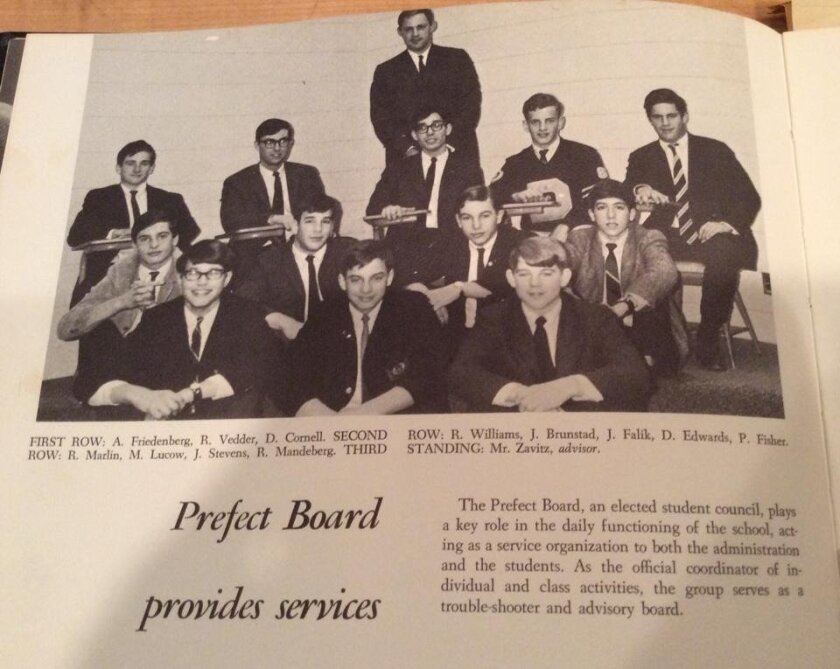 FIRST ROW: A. Friedenberg, R. Vedder, D. Cornell. SECOND
ROW: R. Marlin, M. Lucow, J. Stevens, R. Mandeberg. THIRD
ROW: R. Williams, J. Brunstad, J. Falik, D. Edwards, P. Fisher.
STANDING: Mr. Zavitz, advisor.
Prefect Board
provides services
The Prefect Board, an elected student council, plays
a key role in the daily functioning of the school, act-
ing as a service organization to both the administration
and the students. As the official coordinator of in-
dividual and class activities, the group serves as a
trouble-shooter and advisory board.